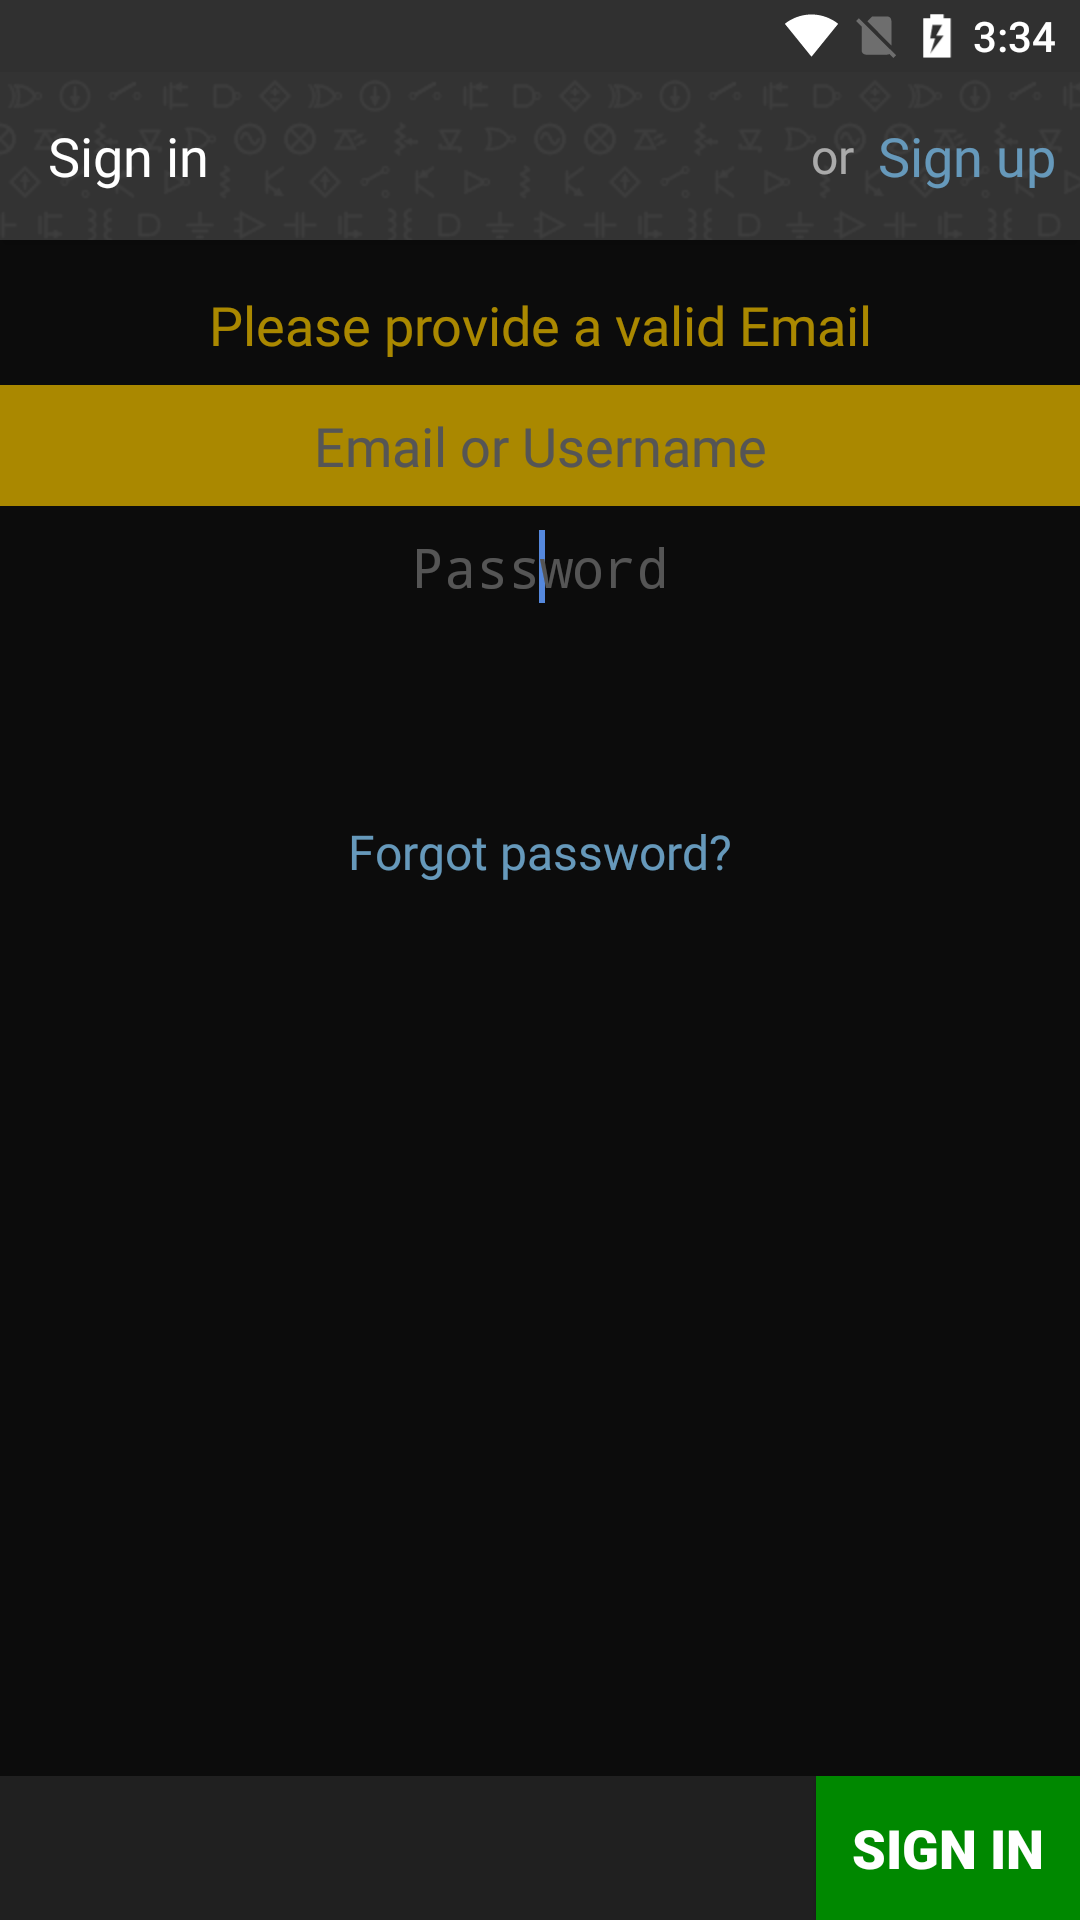 3:34
Sign in or Sign up
Please provide a valid Email
Email or Username
Password
Forgot password?
SIGN IN